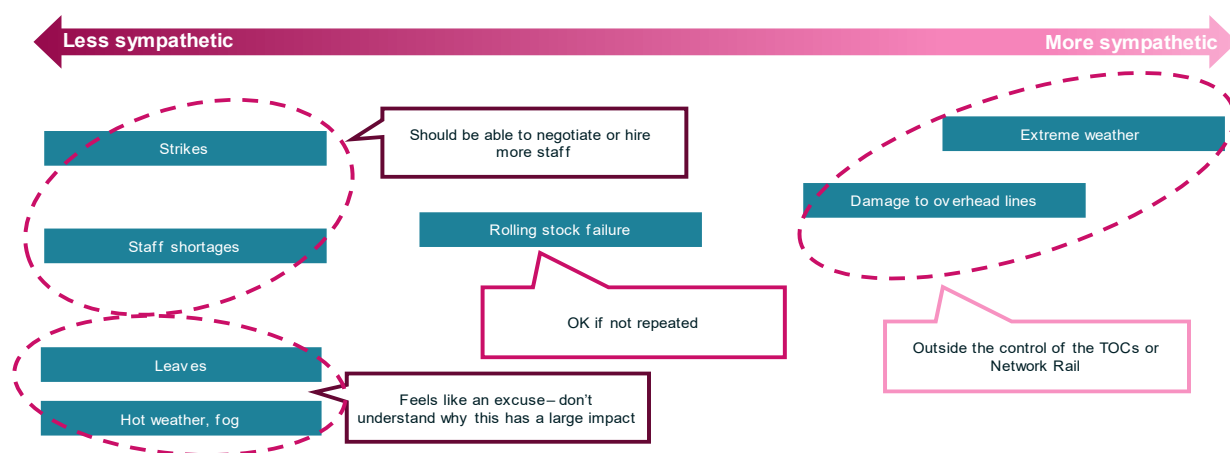 Less sympathetic
More sympathetic
Strikes
Should be able to negotiate or hire
more staff
Extreme weather
Damage to overhead lines
Rolling stock failure
Staff shortages
OK if not repeated
Outside the control of the TOCs or
Network Rail
Leaves
Feels like an excuse– don’t
understand why this has a large impact
Hot weather, fog